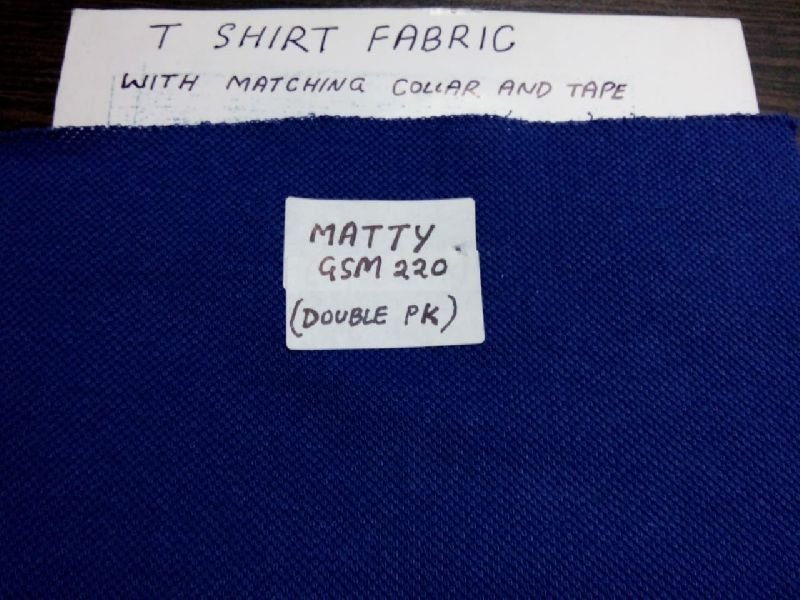 T SHIRT FABRIC
WITH MATCHING COLLAR AND TAPE
MATTY
GSM 220
(DOUBLE PK)